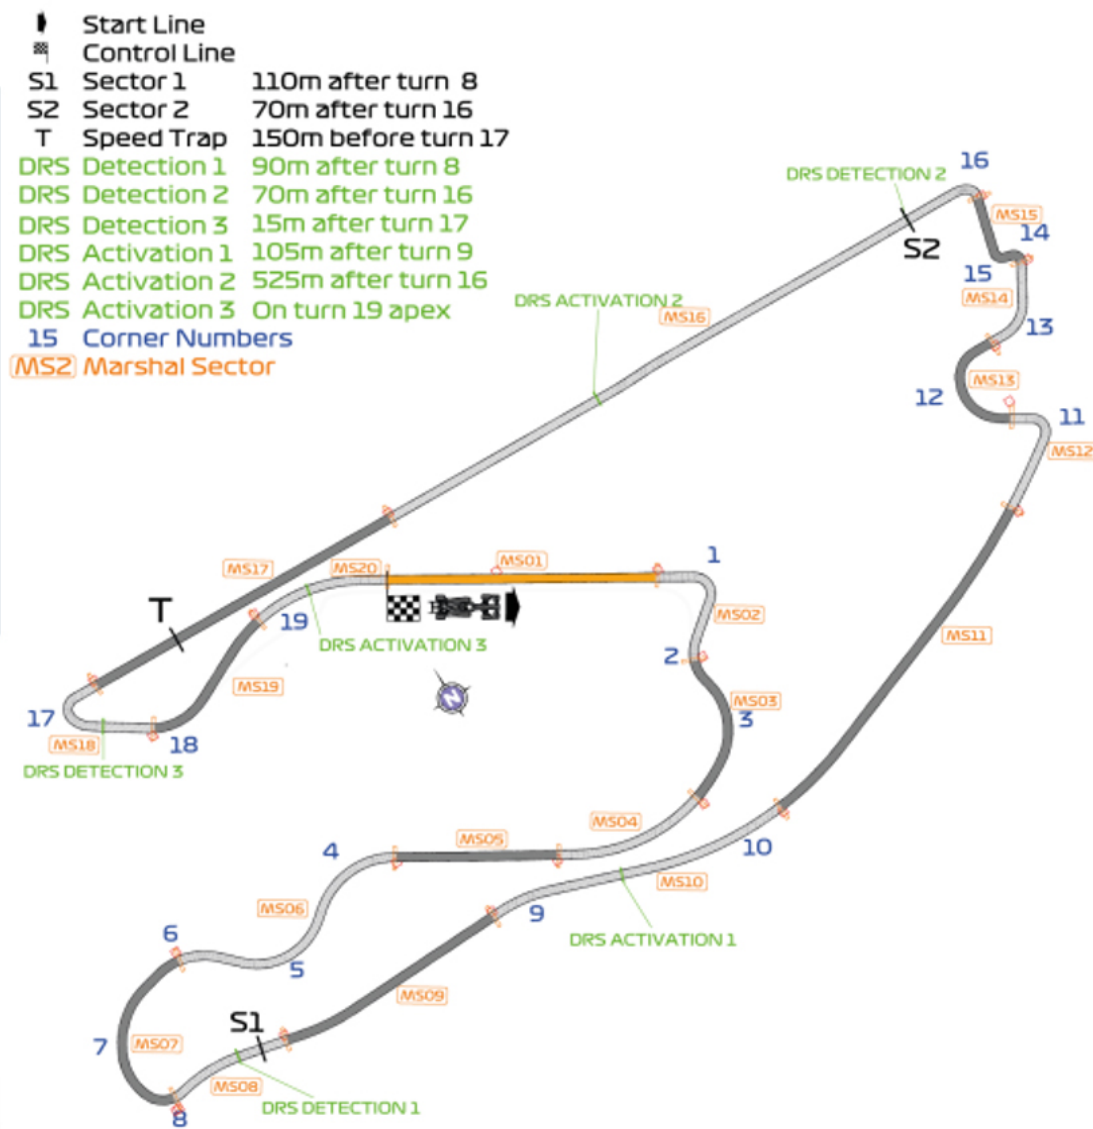 Start Line
Control Line
S1 Sector 1 110m after turn 8
S2 Sector 2 70m after turn 16
T Speed Trap 150m before turn 17
DRS Detection 1 90m after turn 8
DRS Detection 2 70m after turn 16
DRS Detection 3 15m after turn 17
DRS Activation 1 105m after turn 9
DRS Activation 2 525m after turn 16
DRS Activation 3 On turn 19 apex
15 Corner Numbers
MS2 Marshal Sector
16
DRS DETECTION 2
MS15
14
S2
15
MS14
DRS ACTIVATION 2
MS16
13
MS13
12
11
MS12
1
MS01
MS20
MS17
T
19
MS02
MS11
DRS ACTIVATION 3
2
MS19
N
MS03
3
17
18
MS18
DRS DETECTION 3
MS04
MS05
4
10
MS10
MS06
9
6
DRS ACTIVATION 1
5
MS09
S1
7
MS07
MS08
DRS DETECTION 1
8